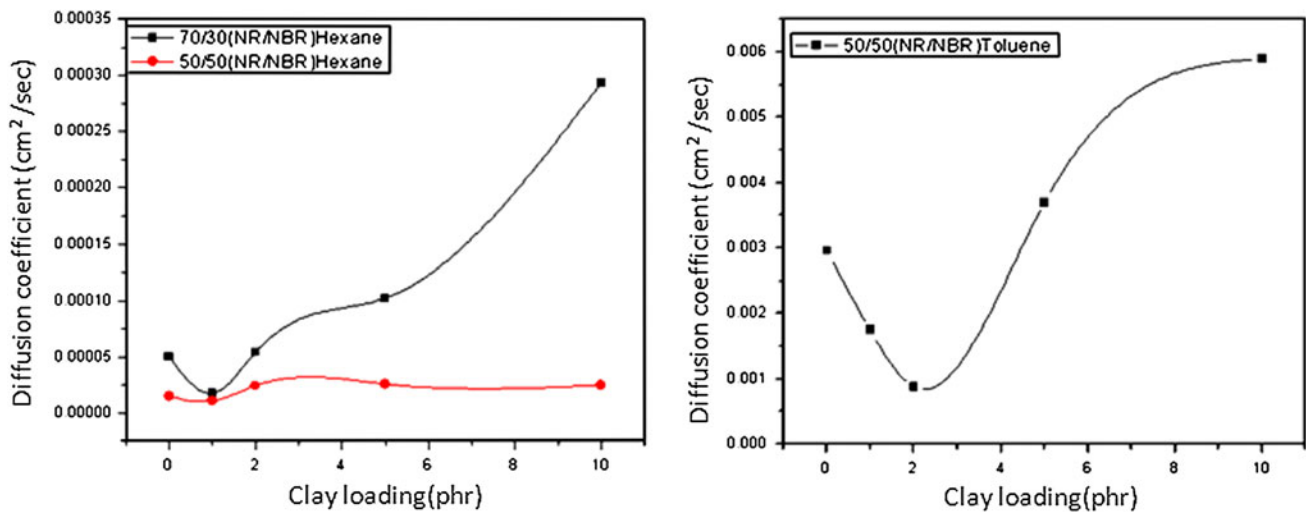 0.00035
70/30(NR/NBR)Hexane
50/50(NR/NBR)Hexane
0.00030
0.00025
0.00020
0.00015
0.00010
0.00005
0.00000
Diffusion coefficient (cm² /sec)
0 2 4 6 8 10
Clay loading(phr)
50/50(NR/NBR)Toluene
0.006
0.005
0.004
0.003
0.002
0.001
0.000
Diffusion coefficient (cm² /sec)
0 2 4 6 8 10
Clay loading(phr)